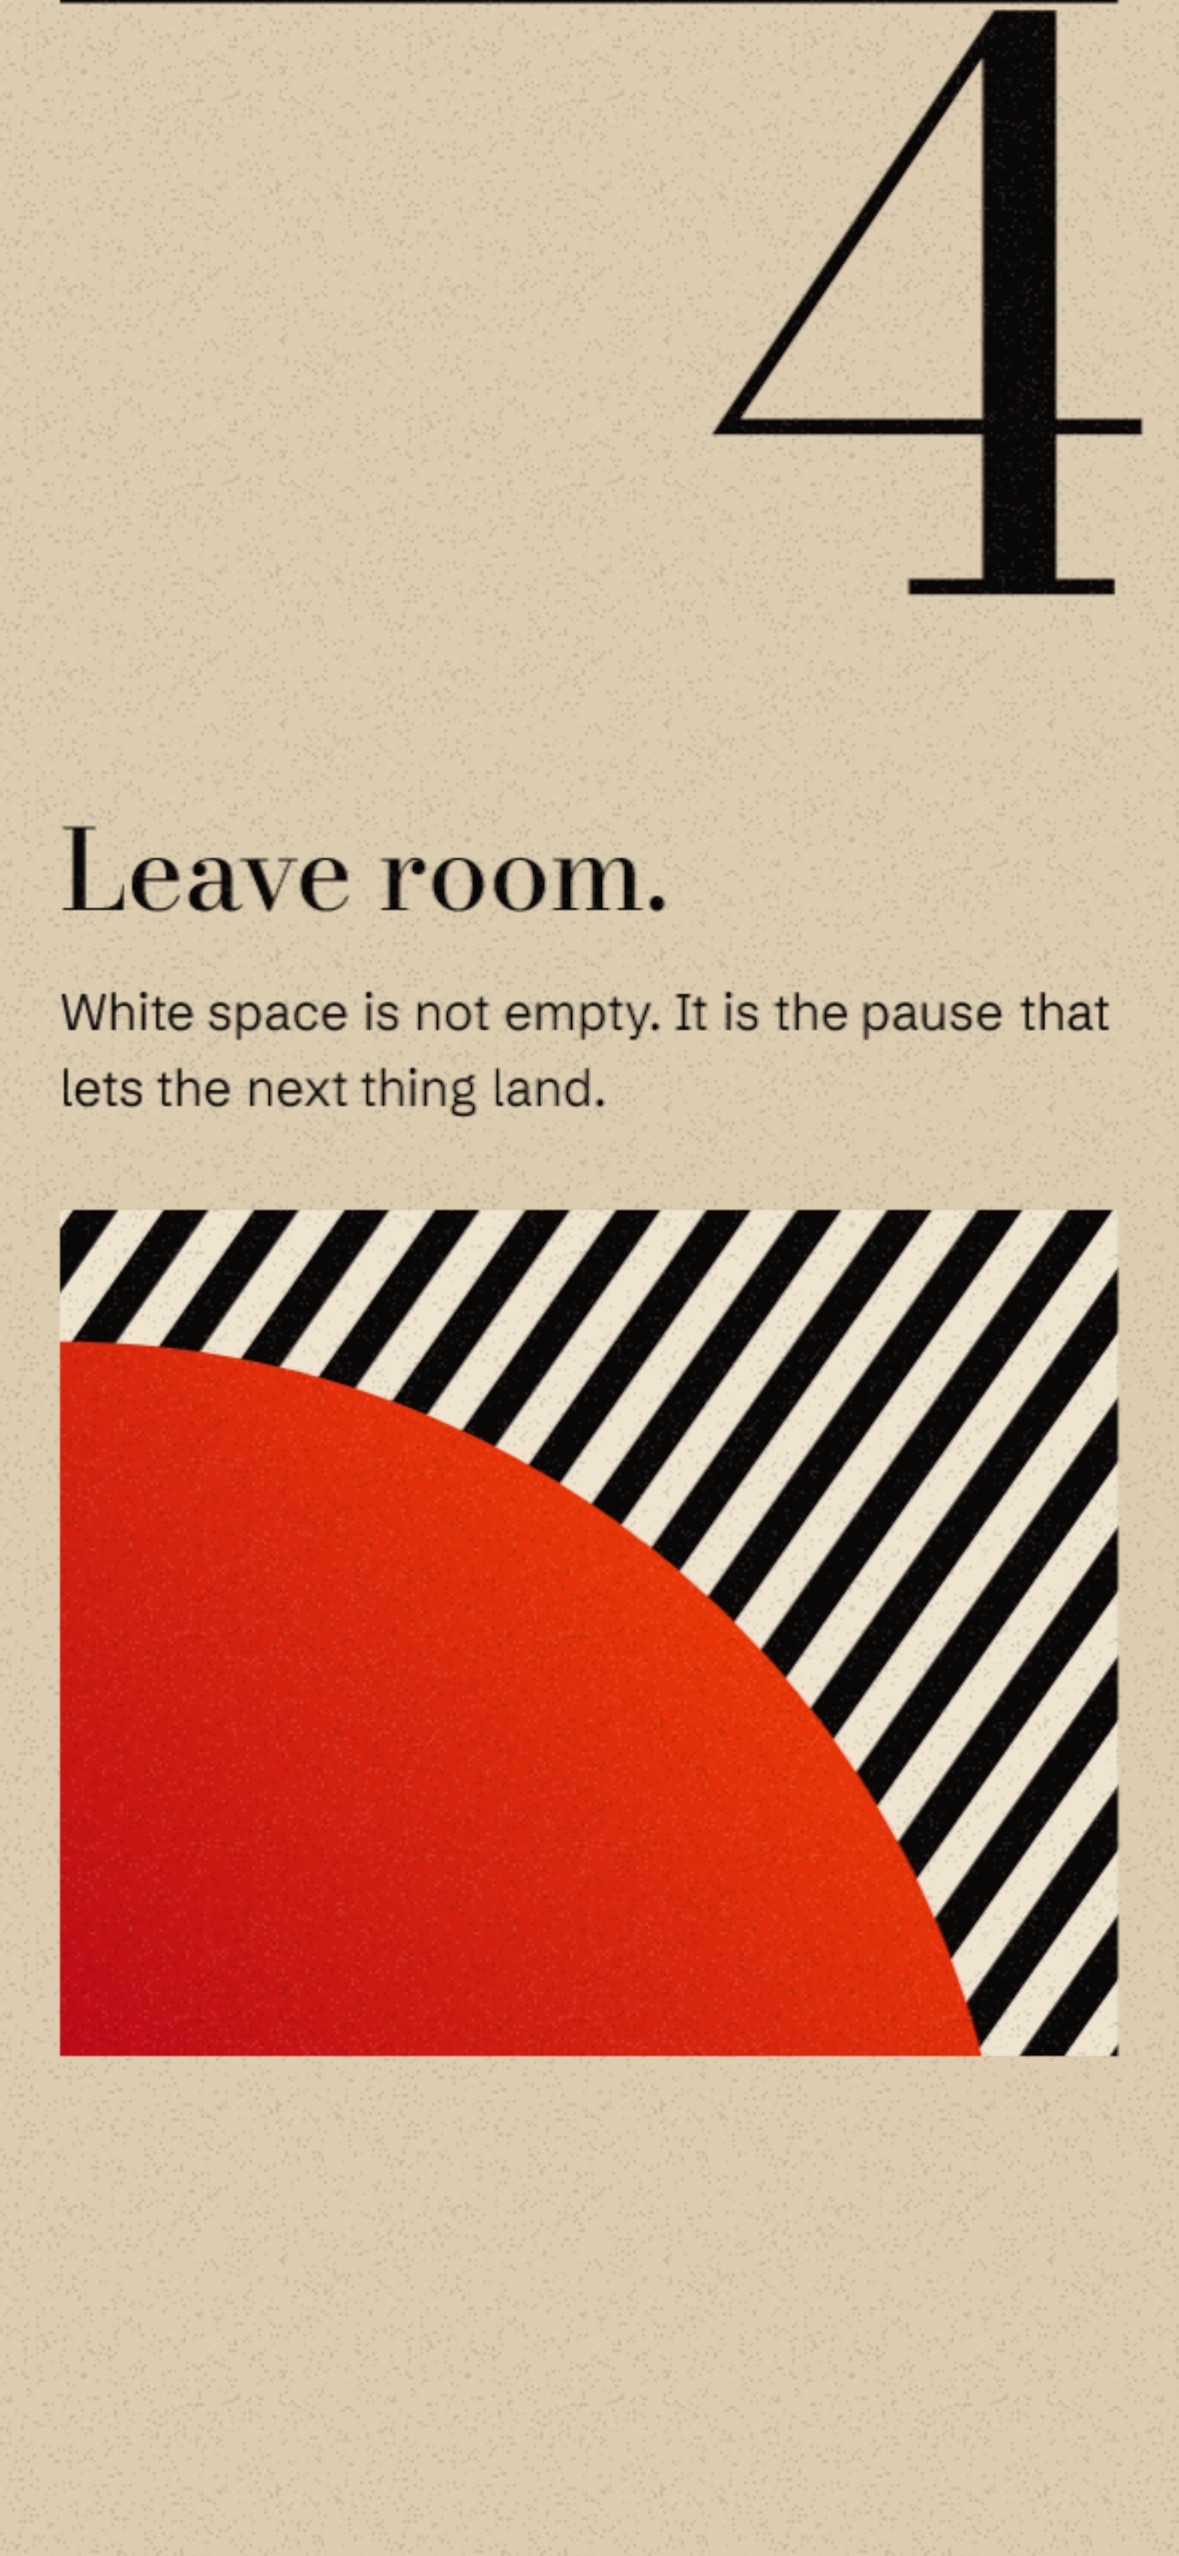 4
Leave room.
White space is not empty. It is the pause that
lets the next thing land.